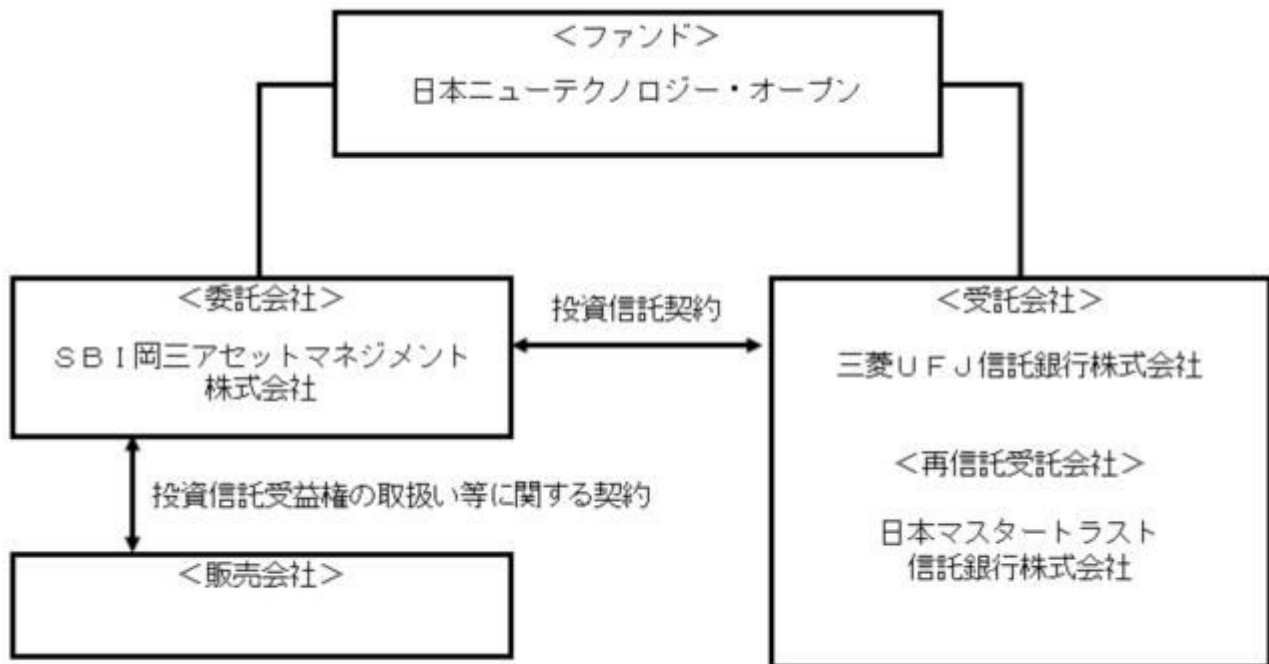 ＜ファンド＞
日本ニューテクノロジー・オープン
＜委託会社＞
ＳＢＩ岡三アセットマネジメント
株式会社
投資信託契約
＜受託会社＞
三菱ＵＦＪ信託銀行株式会社
＜再信託受託会社＞
日本マスタートラスト
信託銀行株式会社
投資信託受益権の取扱い等に関する契約
＜販売会社＞